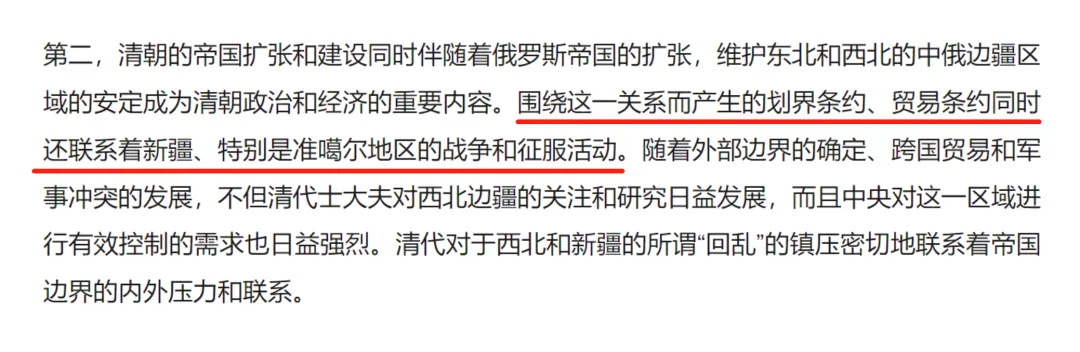 第二，清朝的帝国扩张和建设同时伴随着俄罗斯帝国的扩张，维护东北和西北的中俄边疆区
域的安定成为清朝政治和经济的重要内容。围绕这一关系而产生的划界条约、贸易条约同时
还联系着新疆、特别是准噶尔地区的战争和征服活动。随着外部边界的确定、跨国贸易和军
事冲突的发展，不但清代士大夫对西北边疆的关注和研究日益发展，而且中央对这一区域进
行有效控制的需求也日益强烈。清代对于西北和新疆的所谓“回乱”的镇压密切地联系着帝国
边界的内外压力和联系。